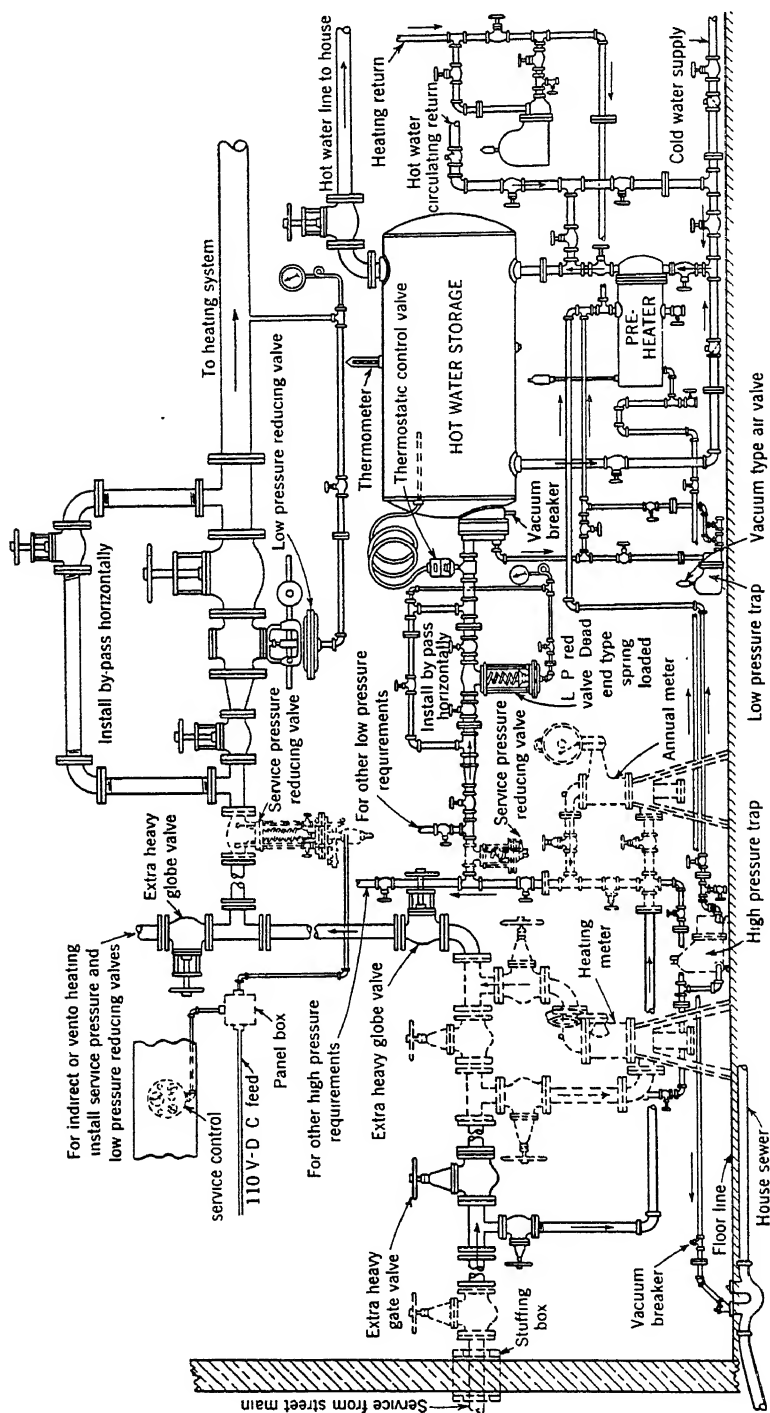 For indirect or vento heating
install service pressure and
low pressure reducing valves
Extra heavy
globe valve
service control
110 V-D C feed
Panel box
Install by-pass horizontally
To heating system
Service pressure
reducing valve
Low pressure reducing valve
Hot water line to house
Thermometer
Thermostatic control valve
HOT WATER STORAGE
Hot water
circulating return
Heating return
Cold water supply
For other high pressure
requirements
For other low pressure
requirements
Install by pass
horizontally
Vacuum
breaker
Extra heavy globe valve
Service pressure
reducing valve
L P red
valve Dead
end type
spring
loaded
PRE-
HEATER
Extra heavy
gate valve
Heating
meter
Annual meter
Service from street main
Stuffing
box
Vacuum
breaker
Floor line
House sewer
High pressure trap
Low pressure trap
Vacuum type air valve